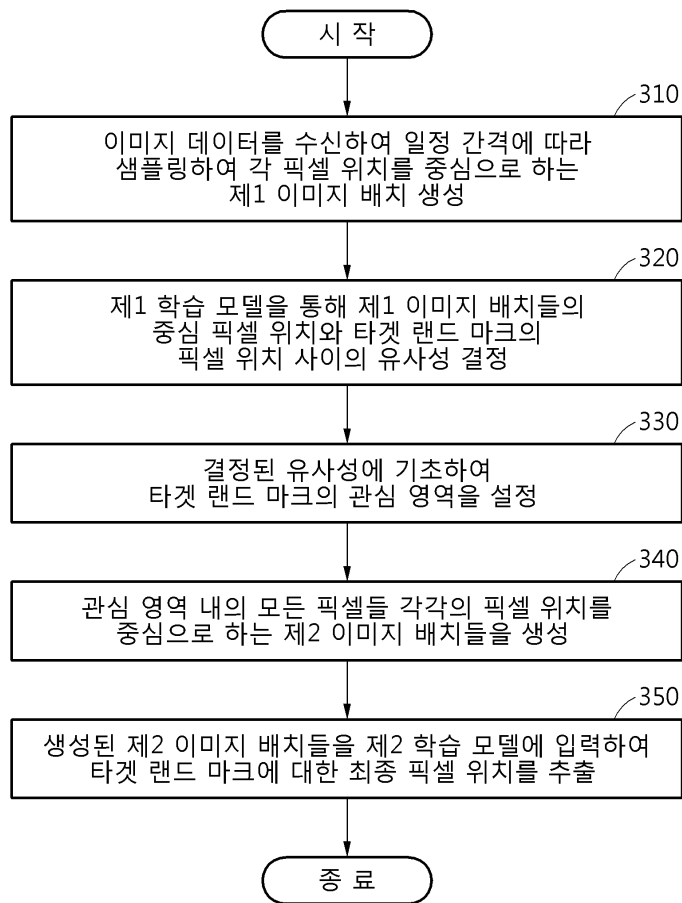 시 작
310
이미지 데이터를 수신하여 일정 간격에 따라
샘플링하여 각 픽셀 위치를 중심으로 하는
제1 이미지 배치 생성
320
제1 학습 모델을 통해 제1 이미지 배치들의
중심 픽셀 위치와 타겟 랜드 마크의
픽셀 위치 사이의 유사성 결정
330
결정된 유사성에 기초하여
타겟 랜드 마크의 관심 영역을 설정
340
관심 영역 내의 모든 픽셀들 각각의 픽셀 위치를
중심으로 하는 제2 이미지 배치들을 생성
350
생성된 제2 이미지 배치들을 제2 학습 모델에 입력하여
타겟 랜드 마크에 대한 최종 픽셀 위치를 추출
종 료